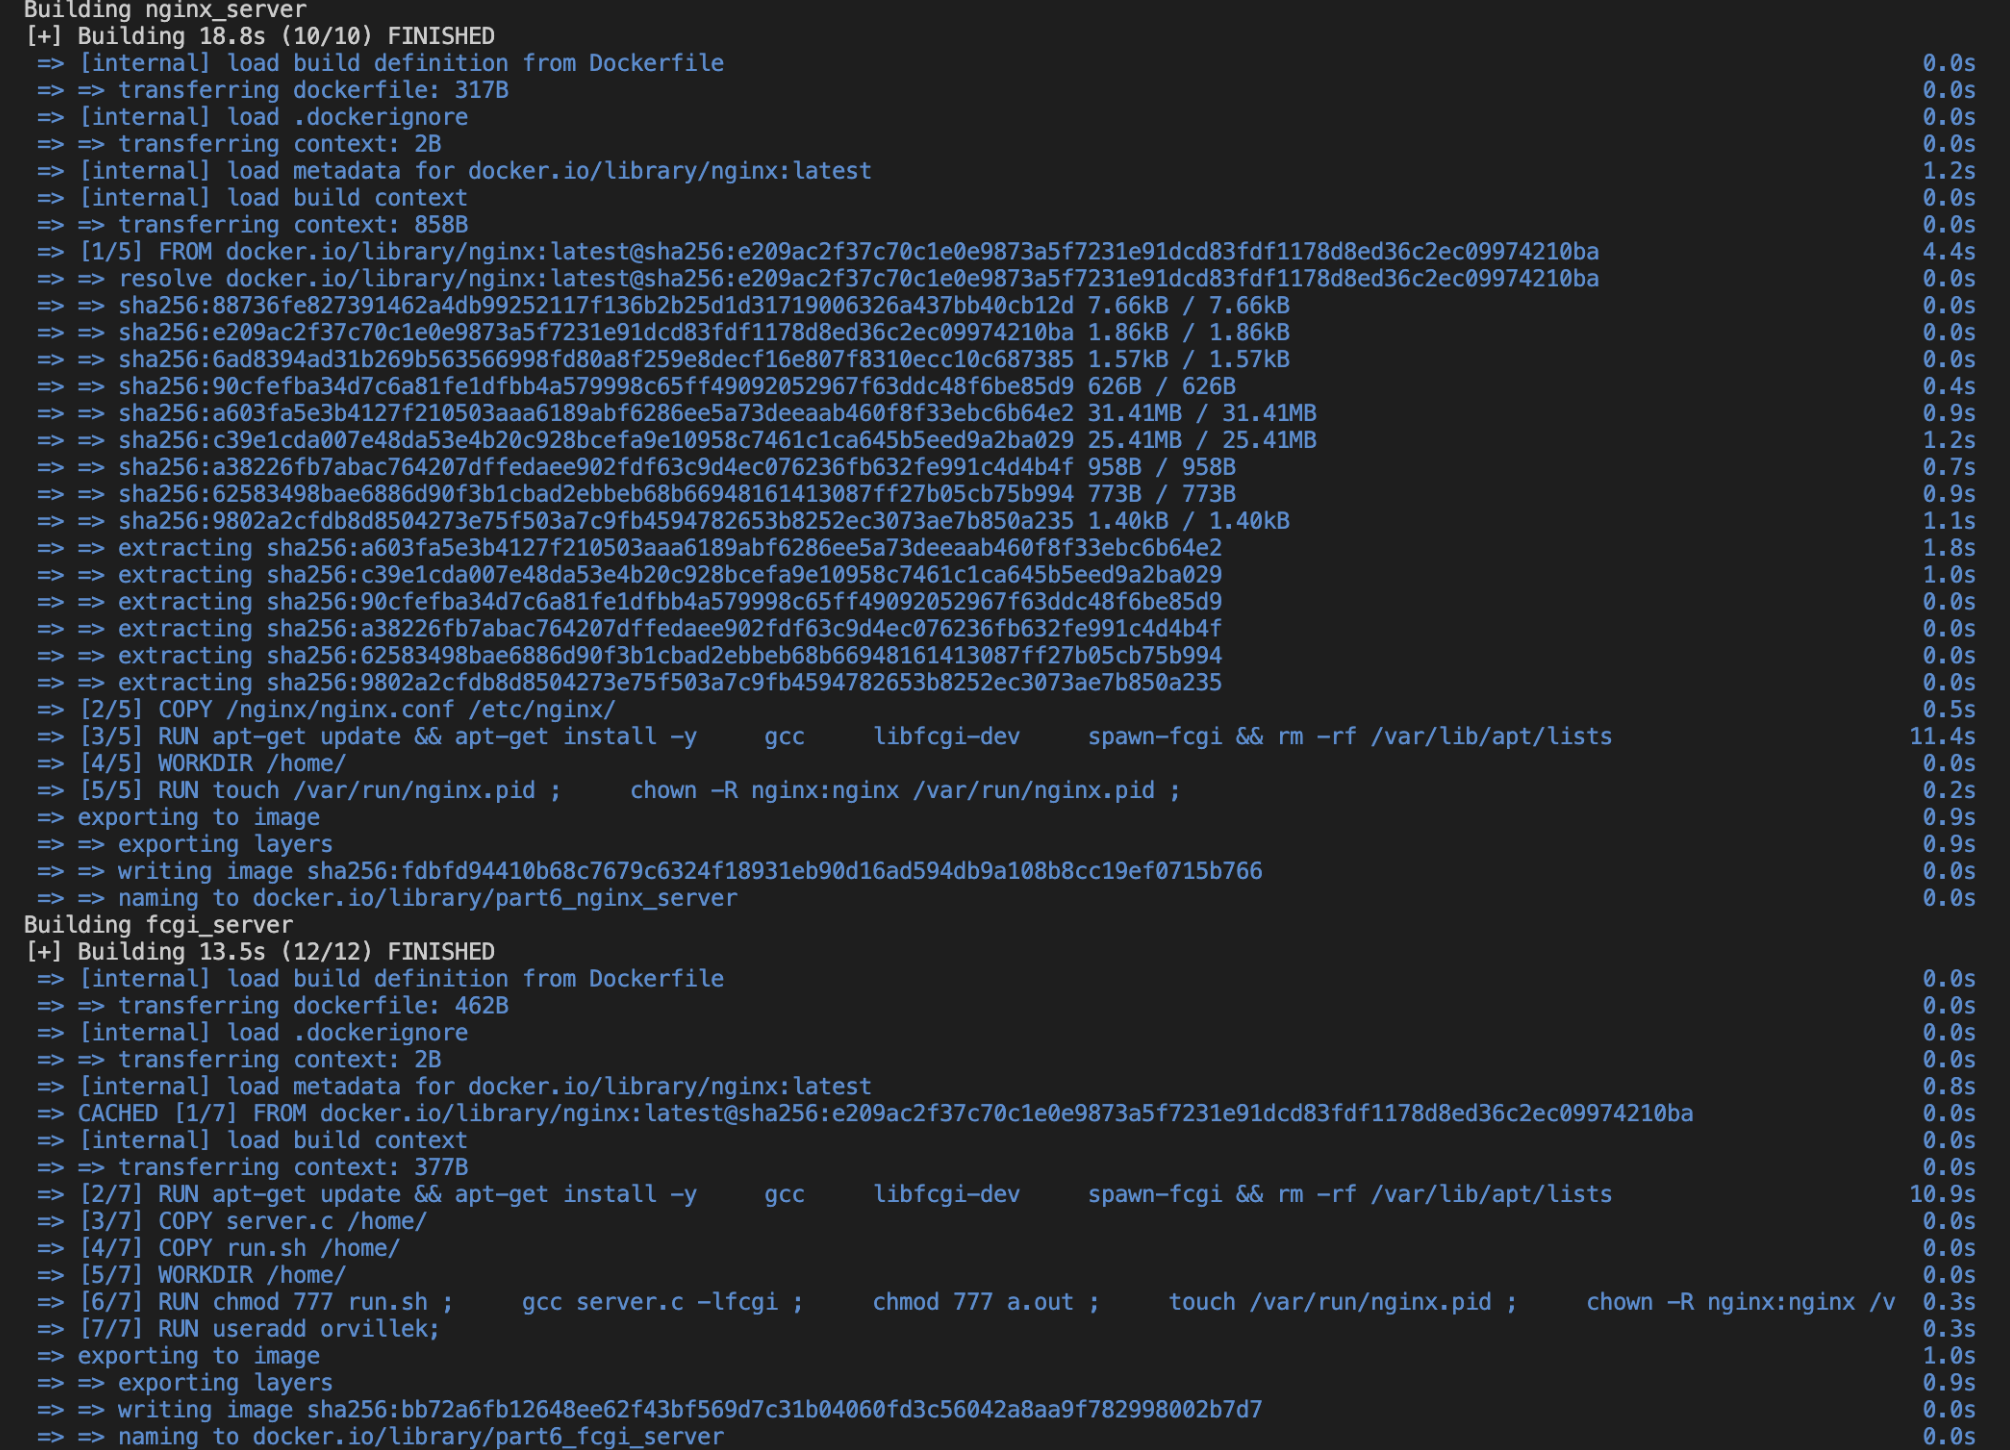 Building nginx_server
[+] Building 18.8s (10/10) FINISHED
=> [internal] load build definition from Dockerfile 0.0s
=> => transferring dockerfile: 317B 0.0s
=> [internal] load .dockerignore 0.0s
=> => transferring context: 2B 0.0s
=> [internal] load metadata for docker.io/library/nginx:latest 1.2s
=> [internal] load build context 0.0s
=> => transferring context: 858B 0.0s
=> [1/5] FROM docker.io/library/nginx:latest@sha256:e209ac2f37c70c1e0e9873a5f7231e91dcd83fdf1178d8ed36c2ec09974210ba 4.4s
=> => resolve docker.io/library/nginx:latest@sha256:e209ac2f37c70c1e0e9873a5f7231e91dcd83fdf1178d8ed36c2ec09974210ba 0.0s
=> => sha256:88736fe827391462a4db99252117f136b2b25d1d31719006326a437bb40cb12d 7.66kB / 7.66kB 0.0s
=> => sha256:e209ac2f37c70c1e0e9873a5f7231e91dcd83fdf1178d8ed36c2ec09974210ba 1.86kB / 1.86kB 0.0s
=> => sha256:6ad8394ad31b269b563566998fd80a8f259e8decf16e807f8310ecc10c687385 1.57kB / 1.57kB 0.0s
=> => sha256:90cfefba34d7c6a81fe1dfbb4a579998c65ff49092052967f63ddc48f6be85d9 626B / 626B 0.4s
=> => sha256:a603fa5e3b4127f210503aaa6189abf6286ee5a73deeaab460f8f33ebc6b64e2 31.41MB / 31.41MB 0.9s
=> => sha256:c39e1cda007e48da53e4b20c928bcefa9e10958c7461c1ca645b5eed9a2ba029 25.41MB / 25.41MB 1.2s
=> => sha256:a38226fb7abac764207dffedaee902fdf63c9d4ec076236fb632fe991c4d4b4f 958B / 958B 0.7s
=> => sha256:62583498bae6886d90f3b1cbad2ebbeb68b66948161413087ff27b05cb75b994 773B / 773B 0.9s
=> => sha256:9802a2cfdb8d8504273e75f503a7c9fb4594782653b8252ec3073ae7b850a235 1.40kB / 1.40kB 1.1s
=> => extracting sha256:a603fa5e3b4127f210503aaa6189abf6286ee5a73deeaab460f8f33ebc6b64e2 1.8s
=> => extracting sha256:c39e1cda007e48da53e4b20c928bcefa9e10958c7461c1ca645b5eed9a2ba029 1.0s
=> => extracting sha256:90cfefba34d7c6a81fe1dfbb4a579998c65ff49092052967f63ddc48f6be85d9 0.0s
=> => extracting sha256:a38226fb7abac764207dffedaee902fdf63c9d4ec076236fb632fe991c4d4b4f 0.0s
=> => extracting sha256:62583498bae6886d90f3b1cbad2ebbeb68b66948161413087ff27b05cb75b994 0.0s
=> => extracting sha256:9802a2cfdb8d8504273e75f503a7c9fb4594782653b8252ec3073ae7b850a235 0.0s
=> [2/5] COPY /nginx/nginx.conf /etc/nginx/ 0.5s
=> [3/5] RUN apt-get update && apt-get install -y     gcc     libfcgi-dev     spawn-fcgi && rm -rf /var/lib/apt/lists 11.4s
=> [4/5] WORKDIR /home/ 0.0s
=> [5/5] RUN touch /var/run/nginx.pid ;     chown -R nginx:nginx /var/run/nginx.pid ; 0.2s
=> exporting to image 0.9s
=> => exporting layers 0.9s
=> => writing image sha256:fdbfd94410b68c7679c6324f18931eb90d16ad594db9a108b8cc19ef0715b766 0.0s
=> => naming to docker.io/library/part6_nginx_server 0.0s
Building fcgi_server
[+] Building 13.5s (12/12) FINISHED
=> [internal] load build definition from Dockerfile 0.0s
=> => transferring dockerfile: 462B 0.0s
=> [internal] load .dockerignore 0.0s
=> => transferring context: 2B 0.0s
=> [internal] load metadata for docker.io/library/nginx:latest 0.8s
=> CACHED [1/7] FROM docker.io/library/nginx:latest@sha256:e209ac2f37c70c1e0e9873a5f7231e91dcd83fdf1178d8ed36c2ec09974210ba 0.0s
=> [internal] load build context 0.0s
=> => transferring context: 377B 0.0s
=> [2/7] RUN apt-get update && apt-get install -y     gcc     libfcgi-dev     spawn-fcgi && rm -rf /var/lib/apt/lists 10.9s
=> [3/7] COPY server.c /home/ 0.0s
=> [4/7] COPY run.sh /home/ 0.0s
=> [5/7] WORKDIR /home/ 0.0s
=> [6/7] RUN chmod 777 run.sh ;     gcc server.c -lfcgi ;     chmod 777 a.out ;     touch /var/run/nginx.pid ;     chown -R nginx:nginx /v 0.3s
=> [7/7] RUN useradd orvillek; 0.3s
=> exporting to image 1.0s
=> => exporting layers 0.9s
=> => writing image sha256:bb72a6fb12648ee62f43bf569d7c31b04060fd3c56042a8aa9f782998002b7d7 0.0s
=> => naming to docker.io/library/part6_fcgi_server 0.0s